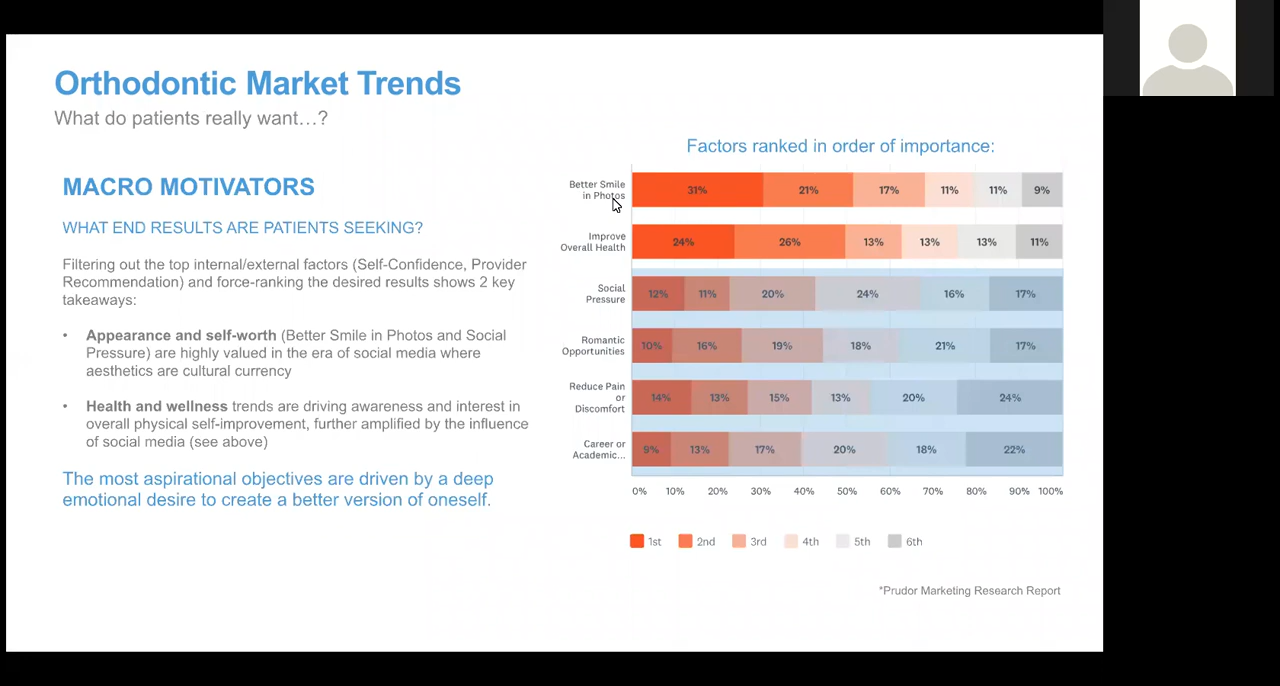 Orthodontic Market Trends
What do patients really want…?
MACRO MOTIVATORS
WHAT END RESULTS ARE PATIENTS SEEKING?
Filtering out the top internal/external factors (Self-Confidence, Provider
Recommendation) and force-ranking the desired results shows 2 key
takeaways:
• Appearance and self-worth (Better Smile in Photos and Social
Pressure) are highly valued in the era of social media where
aesthetics are cultural currency
• Health and wellness trends are driving awareness and interest in
overall physical self-improvement, further amplified by the influence
of social media (see above)
The most aspirational objectives are driven by a deep
emotional desire to create a better version of oneself.
Factors ranked in order of importance:
Better Smile
in Photos
31% 21% 17% 11% 11% 9%
Improve
Overall Health
24% 26% 13% 13% 13% 11%
Social
Pressure
12% 11% 20% 24% 16% 17%
Romantic
Opportunities
10% 16% 19% 18% 21% 17%
Reduce Pain
or
Discomfort
14% 13% 15% 13% 20% 24%
Career or
Academic...
9% 13% 17% 20% 18% 22%
0% 10% 20% 30% 40% 50% 60% 70% 80% 90% 100%
1st 2nd 3rd 4th 5th 6th
*Prudor Marketing Research Report